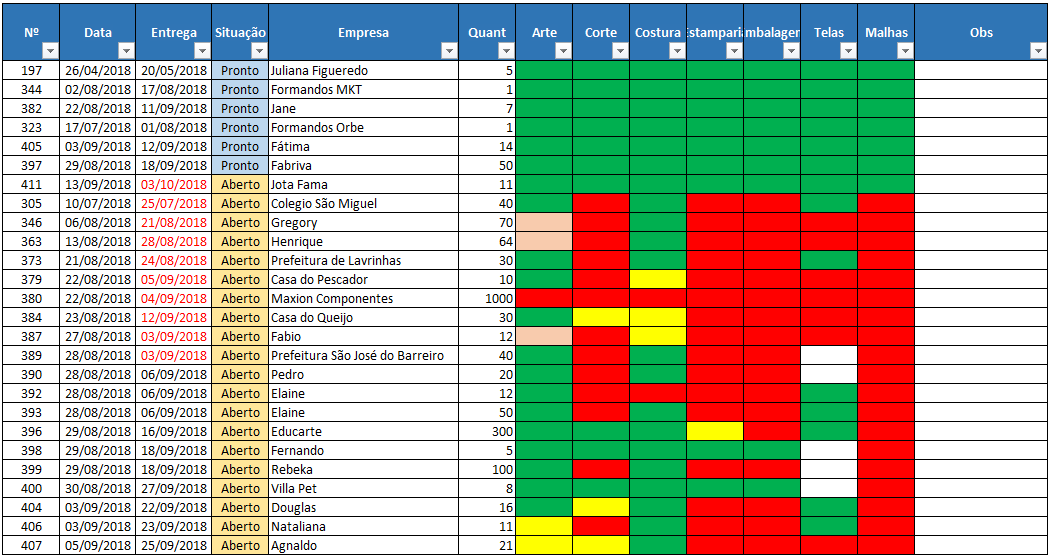 Nº Data Entrega Situação Empresa Quant Arte Corte Costura Estamparia mbalagem Telas Malhas Obs
197 26/04/2018 20/05/2018 Pronto Juliana Figueredo 5
344 02/08/2018 17/08/2018 Pronto Formandos MKT 1
382 22/08/2018 11/09/2018 Pronto Jane 7
323 17/07/2018 01/08/2018 Pronto Formandos Orbe 1
405 03/09/2018 12/09/2018 Pronto Fátima 14
397 29/08/2018 18/09/2018 Pronto Fabriva 50
411 13/09/2018 03/10/2018 Aberto Jota Fama 11
305 10/07/2018 25/07/2018 Aberto Colegio São Miguel 40
346 06/08/2018 21/08/2018 Aberto Gregory 70
363 13/08/2018 28/08/2018 Aberto Henrique 64
373 21/08/2018 24/08/2018 Aberto Prefeitura de Lavrinhas 30
379 22/08/2018 05/09/2018 Aberto Casa do Pescador 10
380 22/08/2018 04/09/2018 Aberto Maxion Componentes 1000
384 23/08/2018 12/09/2018 Aberto Casa do Queijo 30
387 27/08/2018 03/09/2018 Aberto Fabio 12
389 28/08/2018 03/09/2018 Aberto Prefeitura São José do Barreiro 40
390 28/08/2018 06/09/2018 Aberto Pedro 20
392 28/08/2018 06/09/2018 Aberto Elaine 12
393 28/08/2018 06/09/2018 Aberto Elaine 50
396 29/08/2018 16/09/2018 Aberto Educarte 300
398 29/08/2018 18/09/2018 Aberto Fernando 5
399 29/08/2018 18/09/2018 Aberto Rebeka 100
400 30/08/2018 27/09/2018 Aberto Villa Pet 8
404 03/09/2018 22/09/2018 Aberto Douglas 16
406 03/09/2018 23/09/2018 Aberto Nataliana 11
407 05/09/2018 25/09/2018 Aberto Agnaldo 21